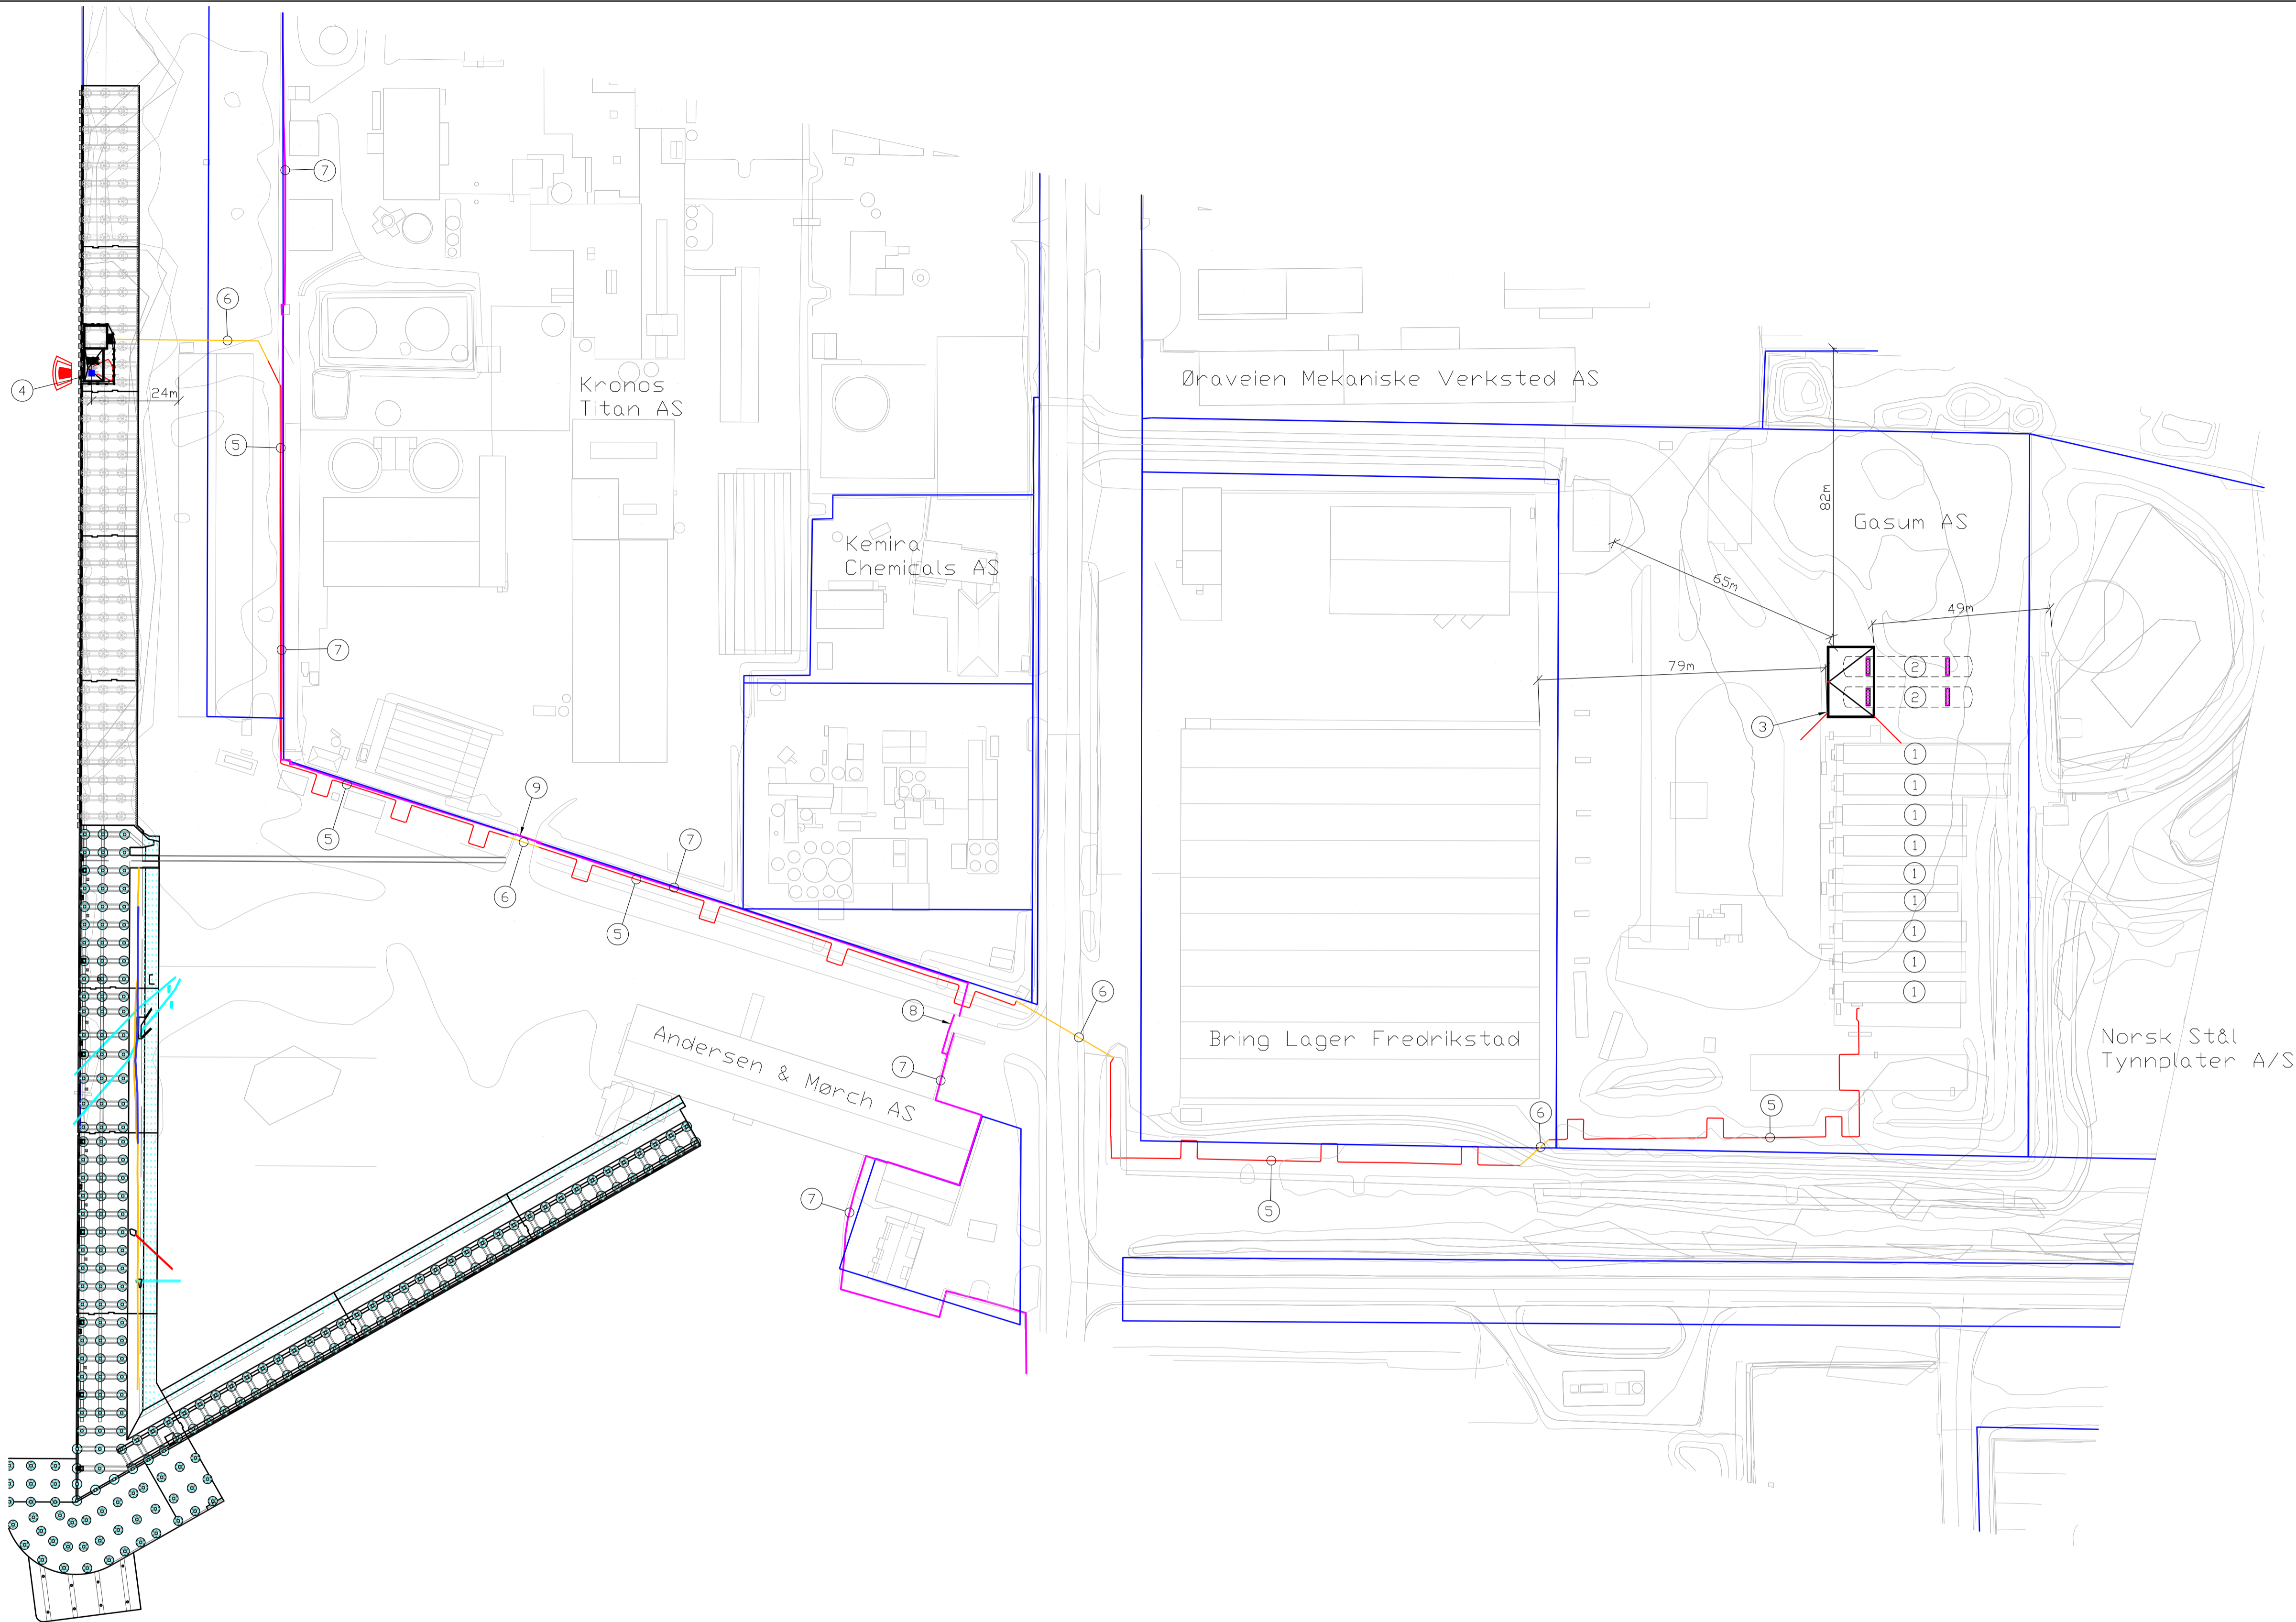 7
6
4
24m
Kronos
Titan AS
Øraveien Mekaniske Verksted AS
5
82m
Gasum AS
Kemira
Chemicals AS
65m
49m
7
79m
2
2
3
1
1
1
1
1
1
1
1
1
9
5
7
6
5
6
8
Andersen & Mørch AS
Bring Lager Fredrikstad
Norsk Stål
Tynnplater A/S
7
6
5
7
5